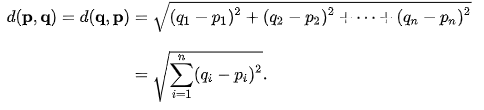 d(p, q) = d(q, p) = √((q₁ − p₁)² + (q₂ − p₂)² + ⋯ + (qₙ − pₙ)²)
= √(∑ᵢ₌₁ⁿ (qᵢ − pᵢ)²).